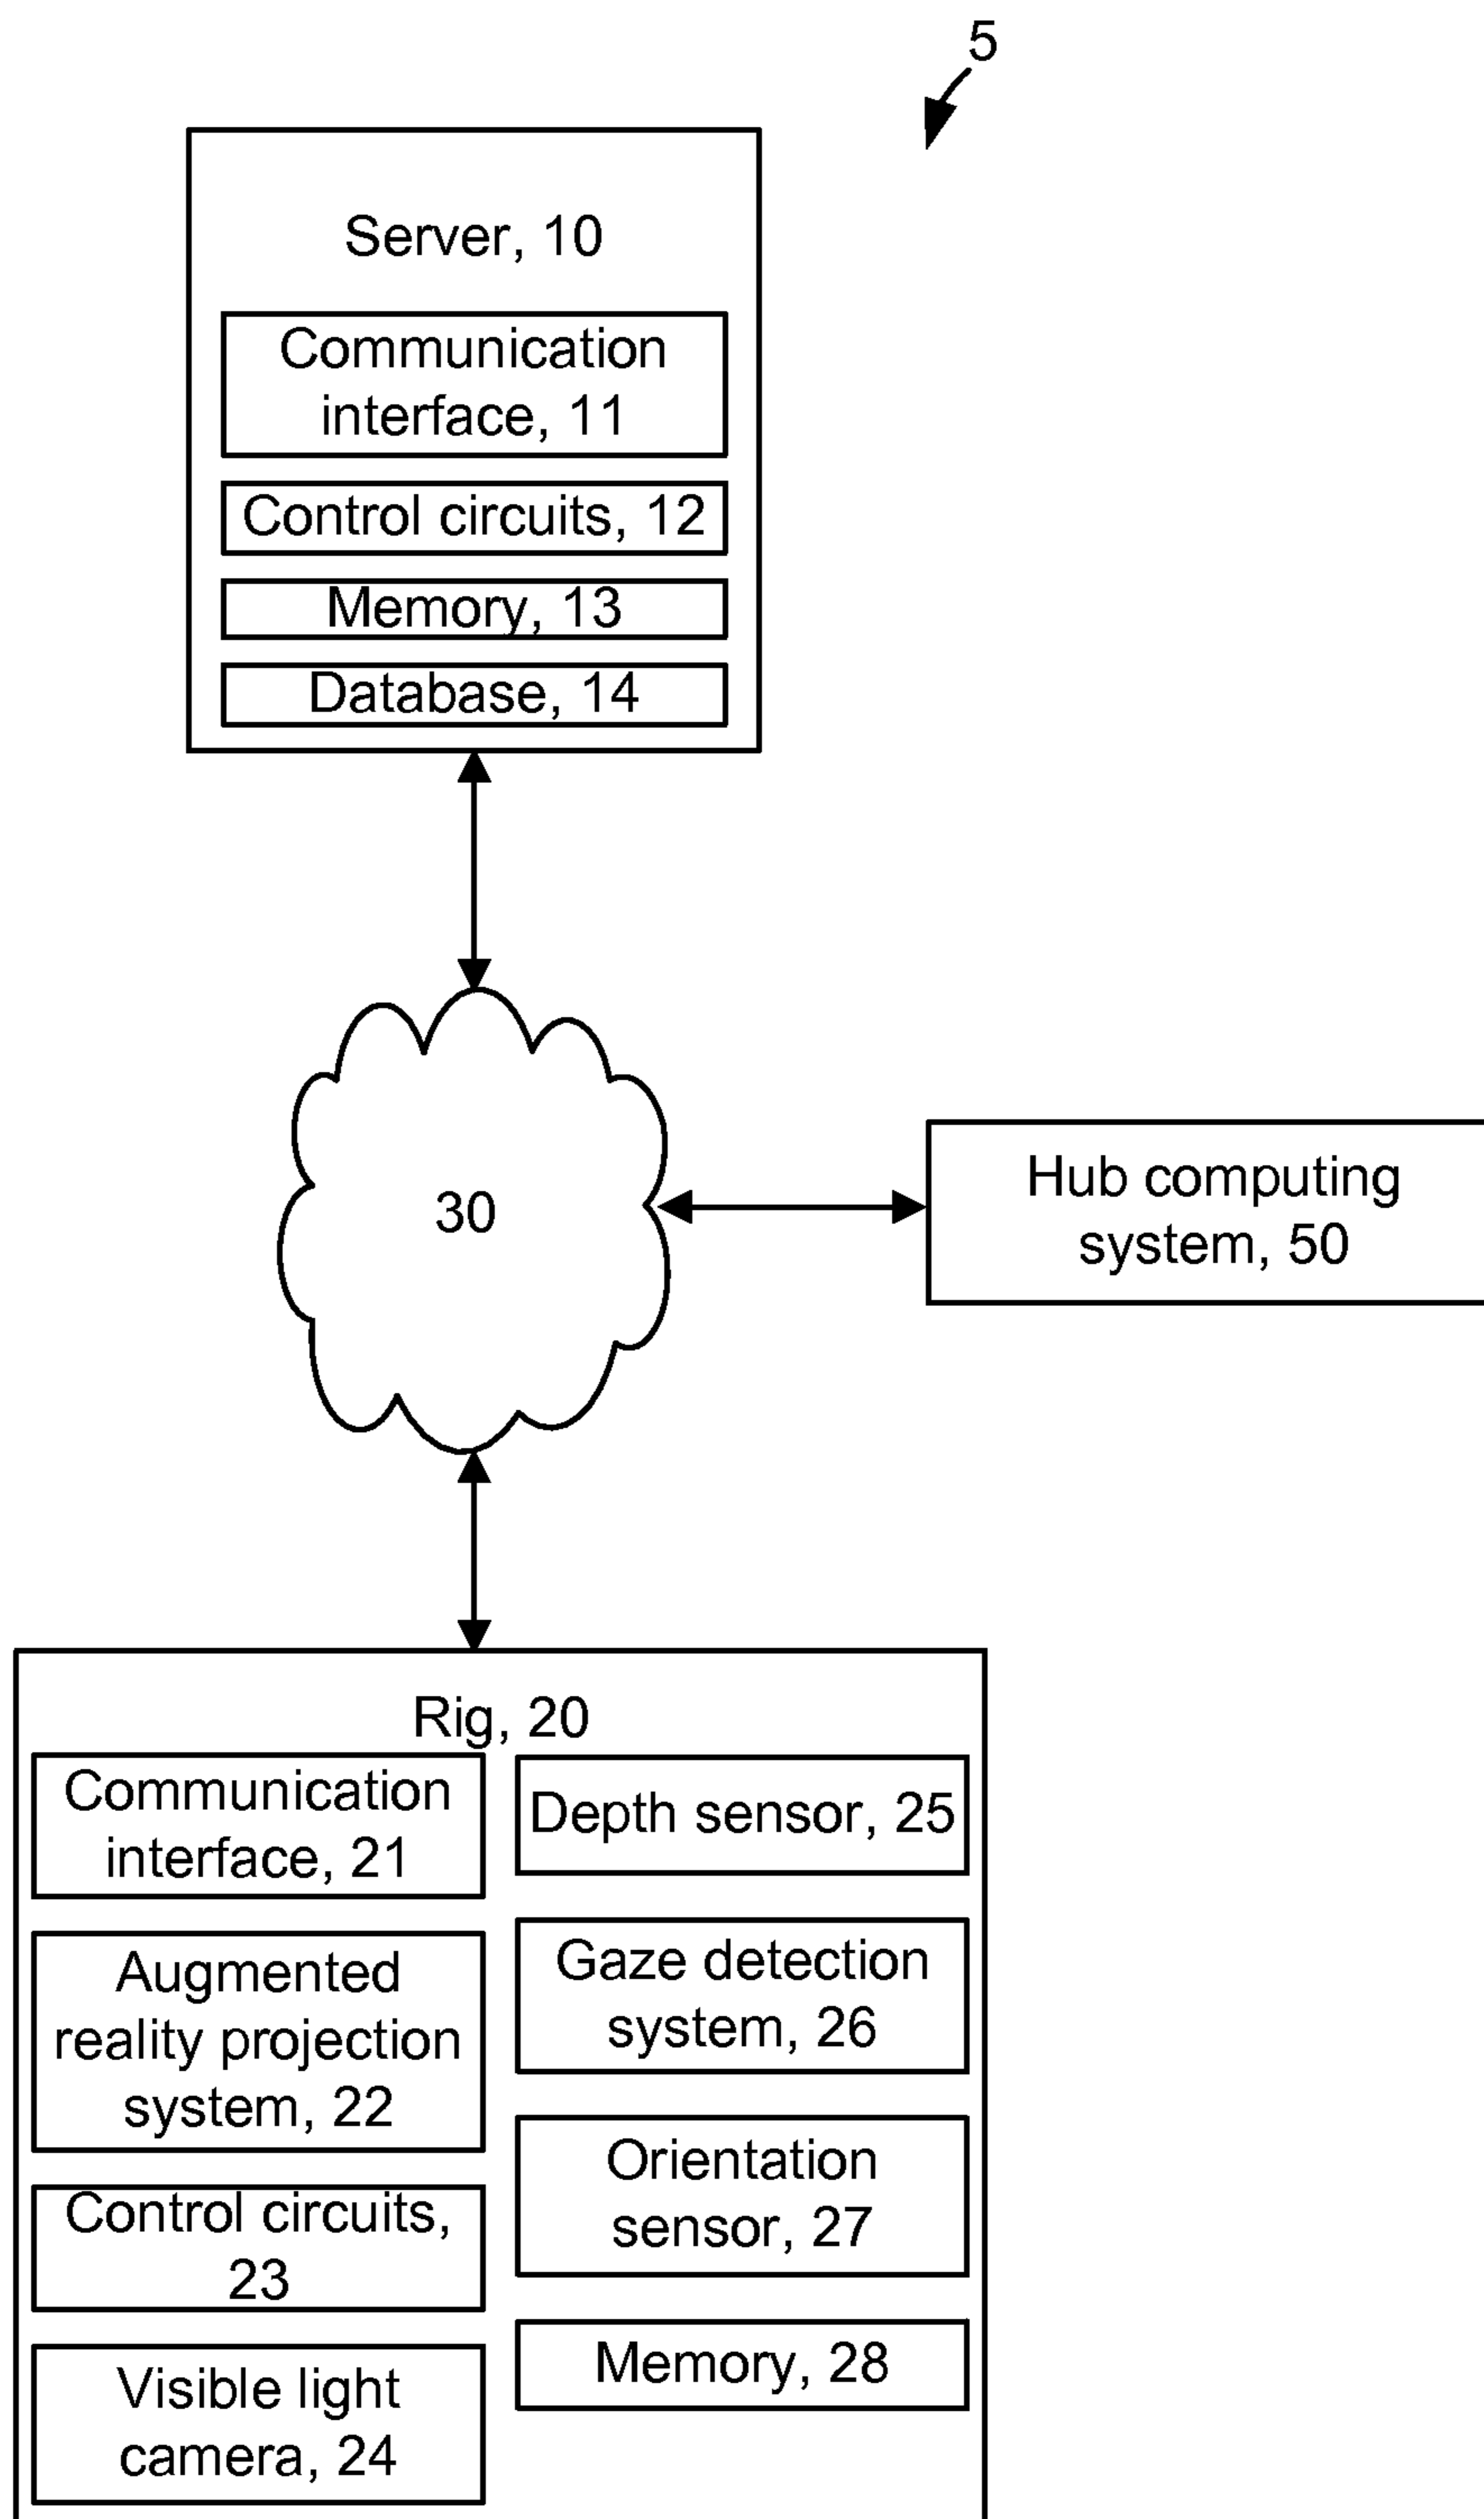 5
Server, 10
Communication
interface, 11
Control circuits, 12
Memory, 13
Database, 14
30
Hub computing
system, 50
Rig, 20
Communication
interface, 21
Augmented
reality projection
system, 22
Control circuits,
23
Visible light
camera, 24
Depth sensor, 25
Gaze detection
system, 26
Orientation
sensor, 27
Memory, 28